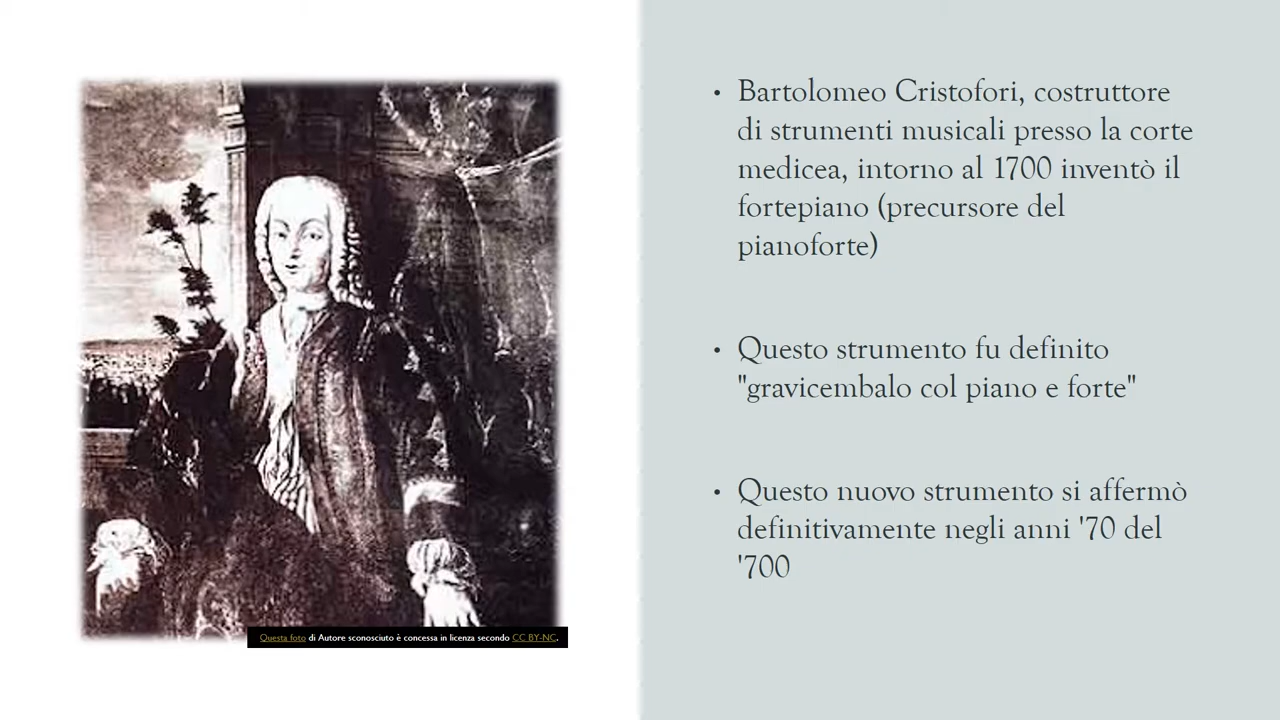 • Bartolomeo Cristofori, costruttore
di strumenti musicali presso la corte
medicea, intorno al 1700 inventò il
fortepiano (precursore del
pianoforte)
• Questo strumento fu definito
"gravicembalo col piano e forte"
• Questo nuovo strumento si affermò
definitivamente negli anni '70 del
'700
Questa foto di Autore sconosciuto è concessa in licenza secondo CC BY-NC.